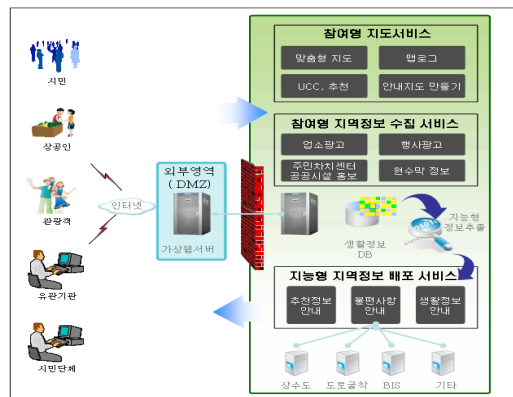 시민
상공인
관광객
유관기관
시민단체
인터넷
외부영역
(DMZ)
가상웹서버
참여형 지도서비스
맞춤형 지도
맵로그
UCC, 추천
안내지도 만들기
참여형 지역정보 수집 서비스
업소광고
행사광고
주민차치센터
공공시설 홍보
현수막 정보
생활정보
DB
지능형
정보추출
지능형 지역정보 배포 서비스
추천정보
안내
불편사항
안내
생활정보
안내
상수도
도로굴착
BIS
기타